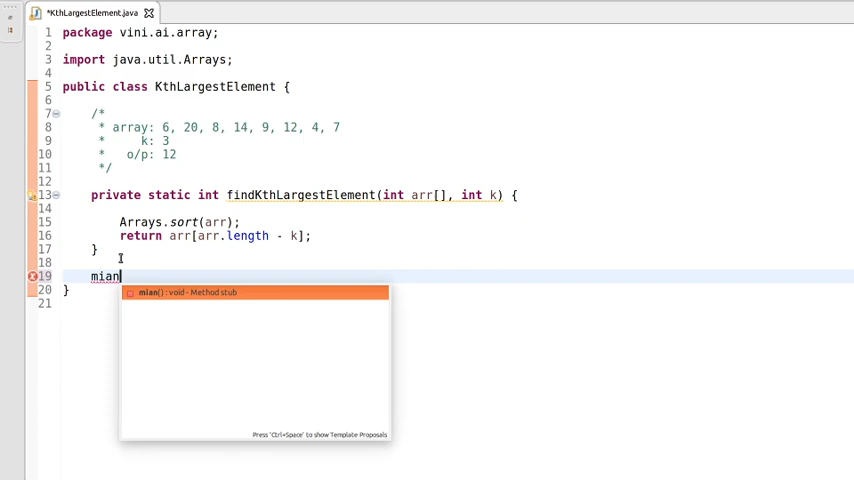 *KthLargestElement.java
1 package vini.ai.array;
2
3 import java.util.Arrays;
4
5 public class KthLargestElement {
6
7 /*
8 * array: 6, 20, 8, 14, 9, 12, 4, 7
9 * k: 3
10 * o/p: 12
11 */
12
13 private static int findKthLargestElement(int arr[], int k) {
14
15 Arrays.sort(arr);
16 return arr[arr.length - k];
17 }
18
19 mian
20 }
21
mian() : void - Method stub
Press 'Ctrl+Space' to show Template Proposals